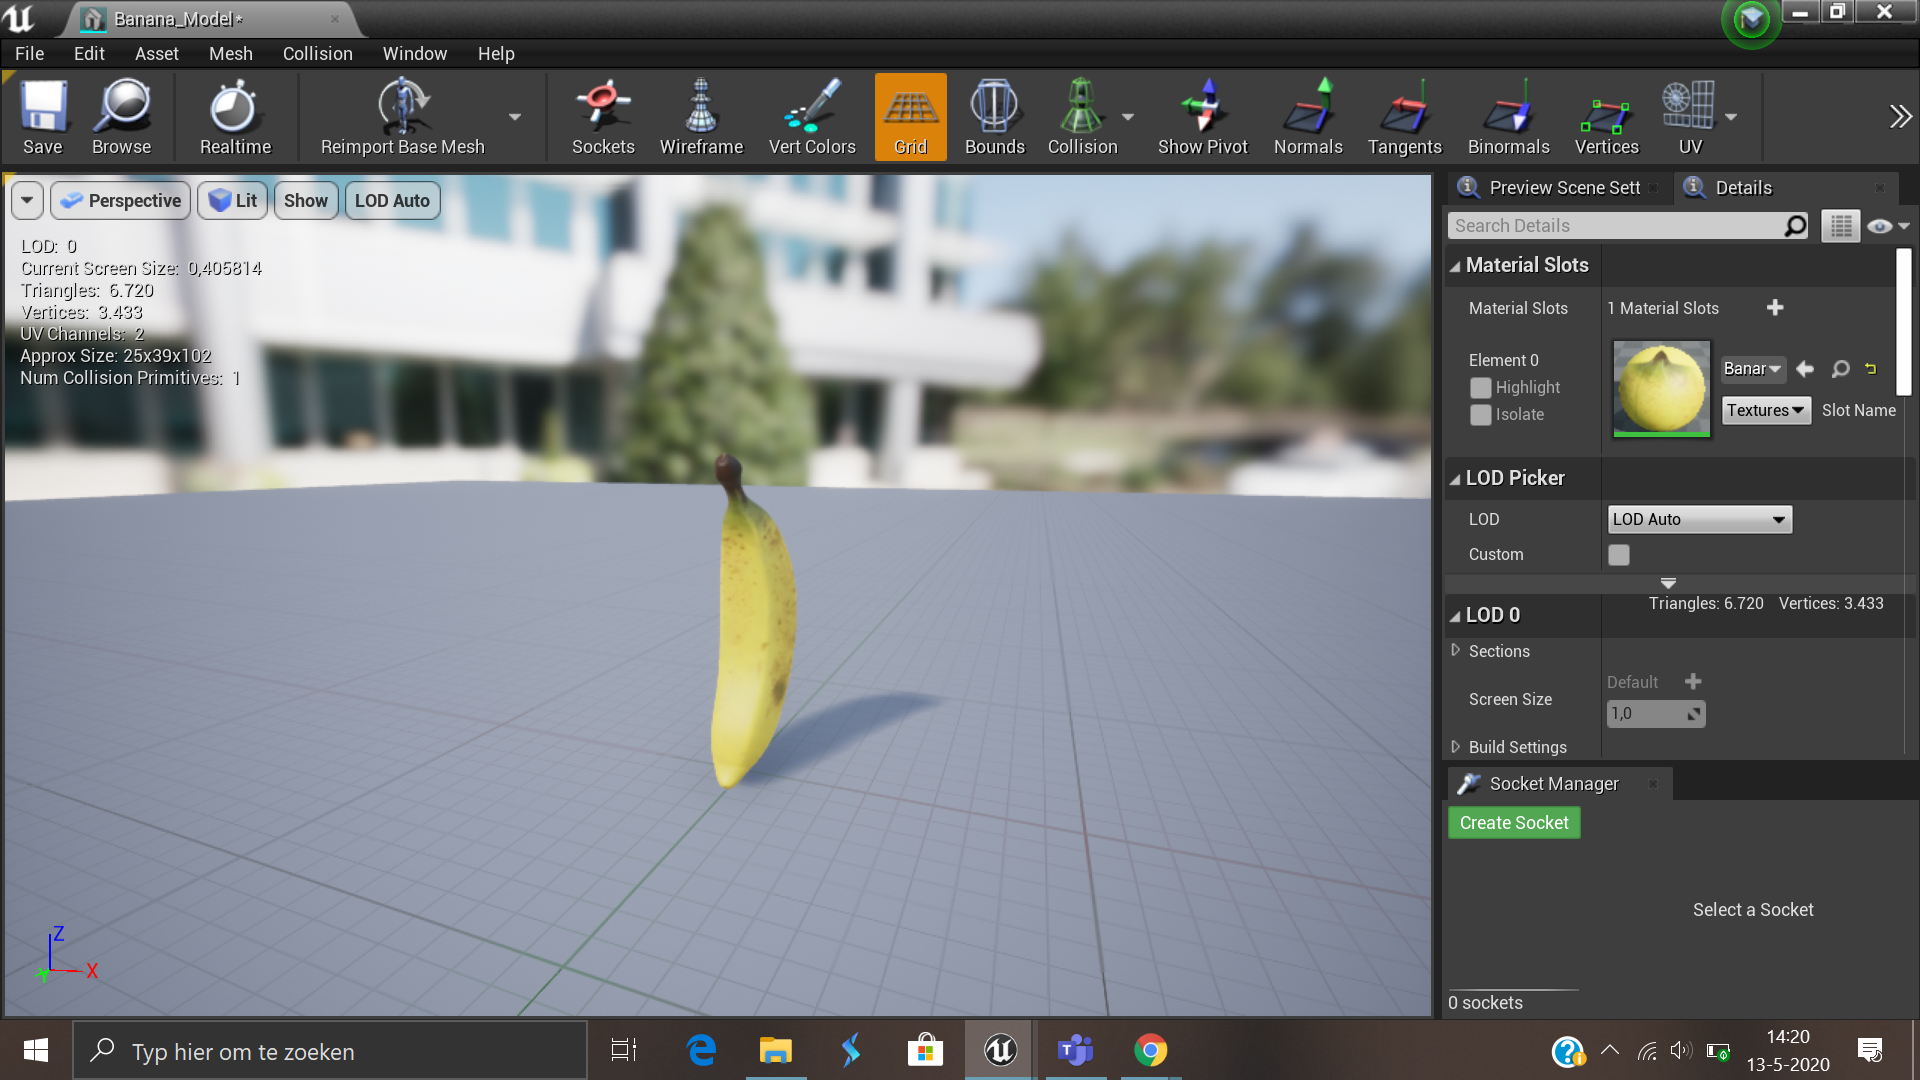 Banana_Model*
File Edit Asset Mesh Collision Window Help
Save Browse Realtime Reimport Base Mesh Sockets Wireframe Vert Colors Grid Bounds Collision Show Pivot Normals Tangents Binormals Vertices UV
Perspective Lit Show LOD Auto
LOD: 0
Current Screen Size: 0,405814
Triangles: 6.720
Vertices: 3.433
UV Channels: 2
Approx Size: 25x39x102
Num Collision Primitives: 1
Z
X
Y
Preview Scene Sett Details
Search Details
Material Slots
Material Slots 1 Material Slots
Element 0
Highlight
Isolate
Banar
Textures Slot Name
LOD Picker
LOD LOD Auto
Custom
Triangles: 6.720 Vertices: 3.433
LOD 0
Sections
Default
Screen Size
1,0
Build Settings
Socket Manager
Create Socket
Select a Socket
0 sockets
Typ hier om te zoeken
14:20
13-5-2020